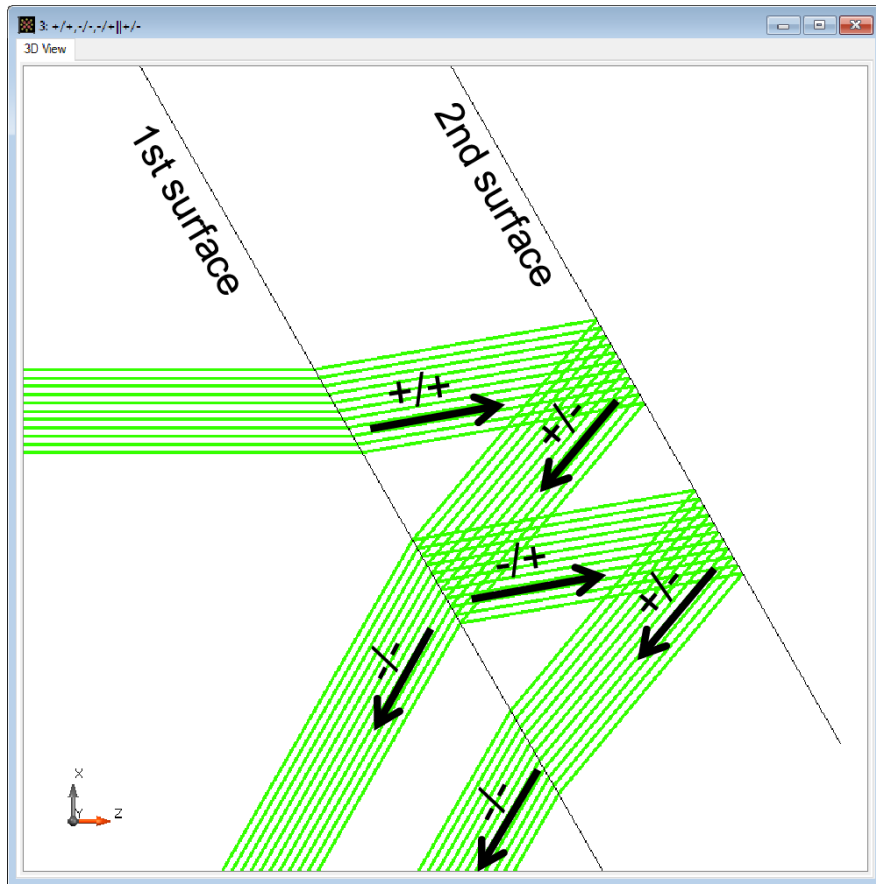 3: +/+,-/-,-/+||+/-
3D View
1st surface
2nd surface
+/+
+/-
-/+
+/-
-/-
-/-
X
Y
Z